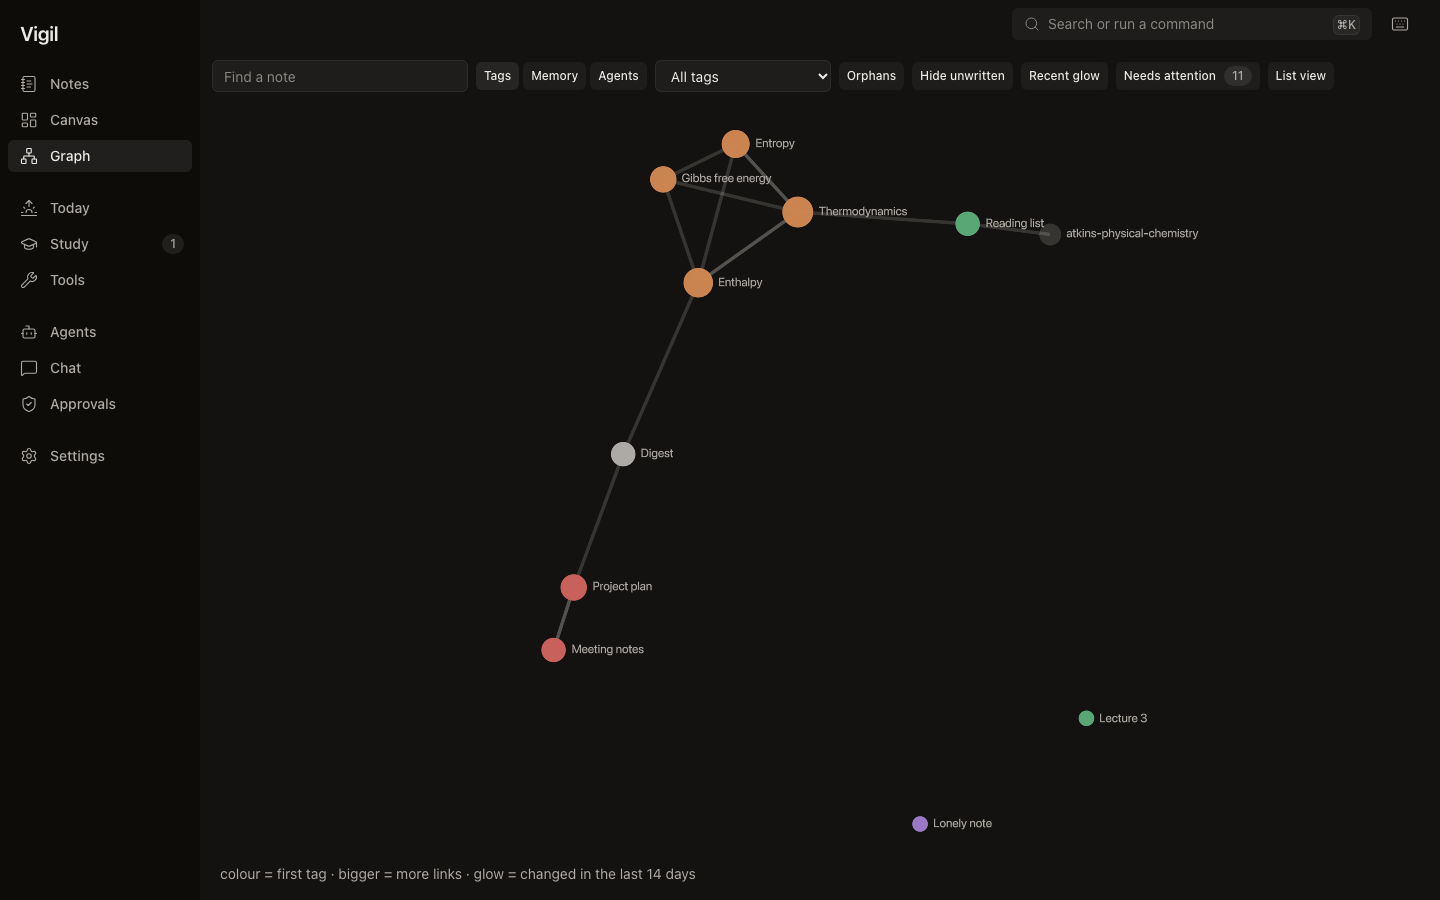 Vigil
Search or run a command
⌘K
Notes
Canvas
Graph
Today
Study 1
Tools
Agents
Chat
Approvals
Settings
Find a note
Tags
Memory
Agents
All tags
Orphans
Hide unwritten
Recent glow
Needs attention 11
List view
Entropy
Gibbs free energy
Thermodynamics
Reading list
atkins-physical-chemistry
Enthalpy
Digest
Project plan
Meeting notes
Lecture 3
Lonely note
colour = first tag · bigger = more links · glow = changed in the last 14 days